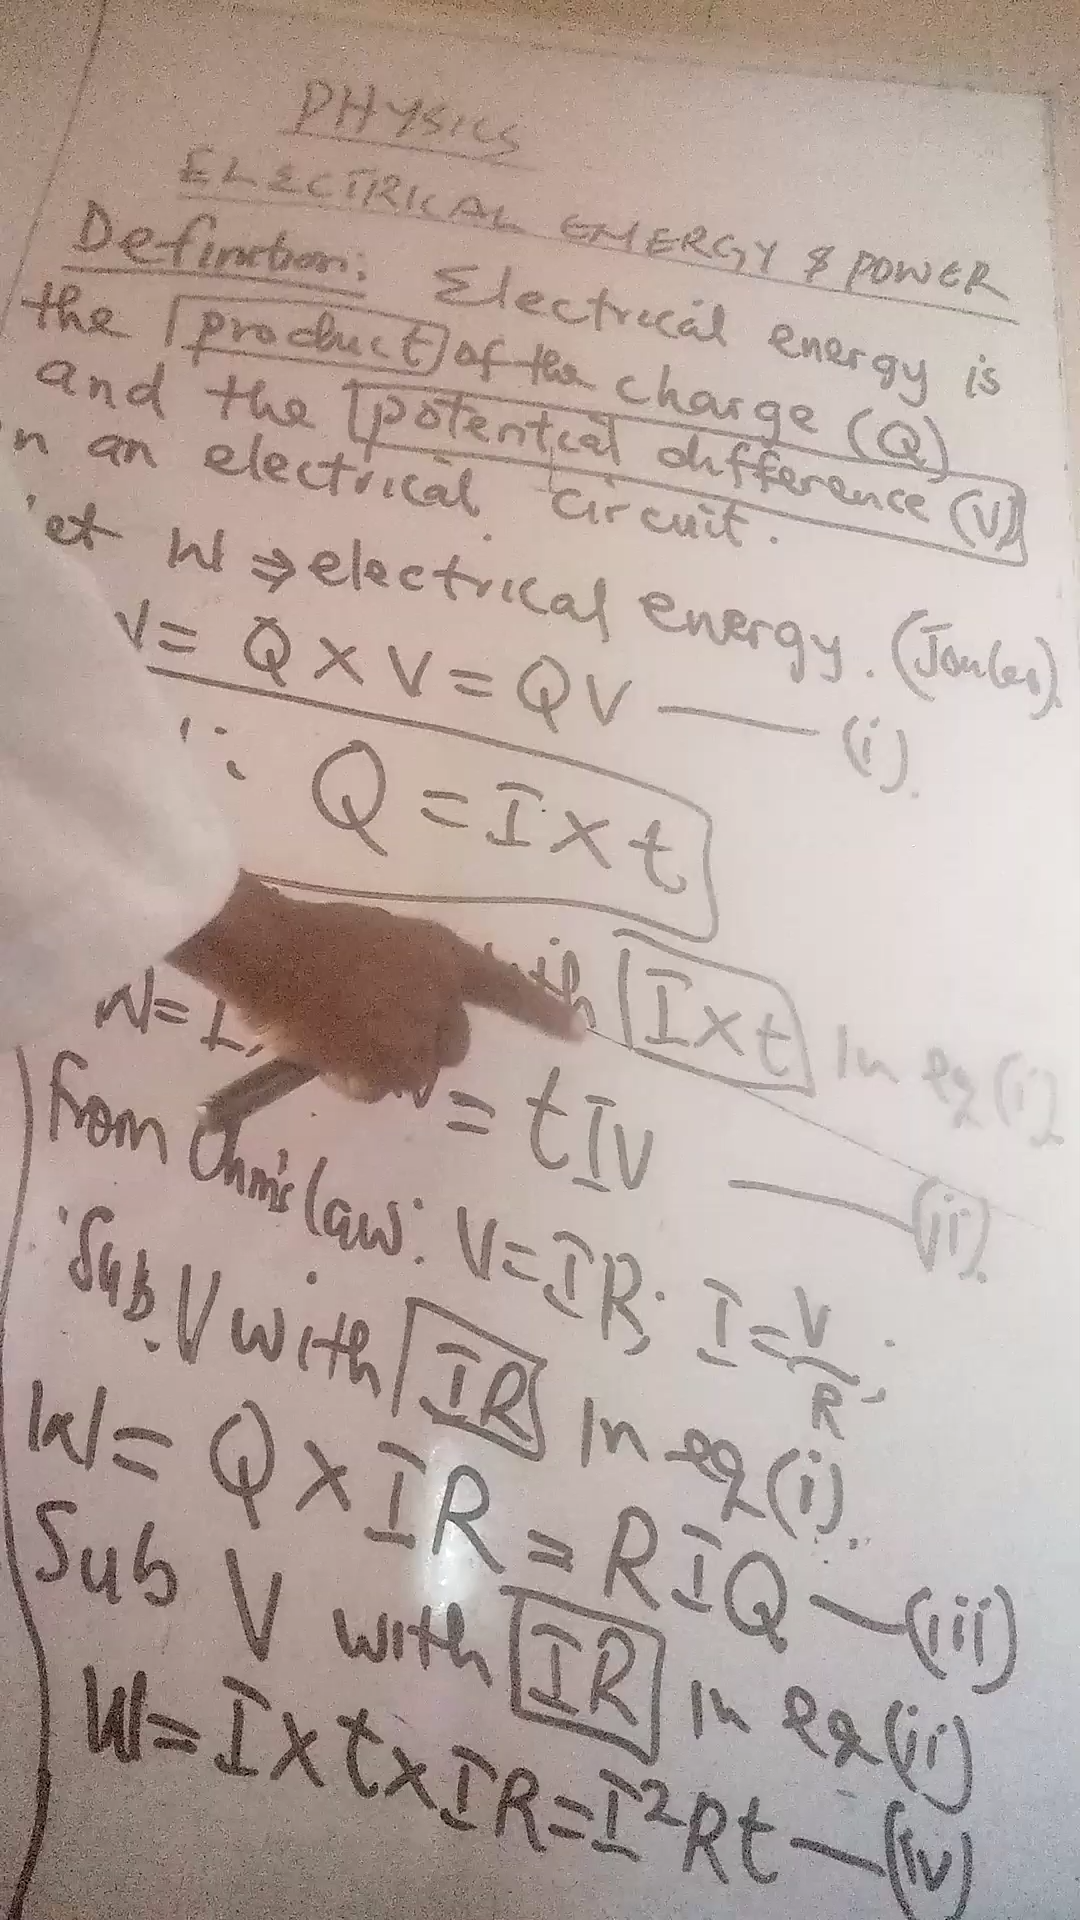 PHYSICS
ELECTRICAL ENERGY & POWER
Definition: Electrical energy is
the product of the charge (Q)
and the potential difference (V)
n an electrical circuit.
et W ⇒ electrical energy. (Joules).
= Q × V = QV — (i).
∵ Q = I × t
I × t In eq (i)
W = I = tIV — (ii).
From Ohm's law: V = IR; I = V/R;
Sub. V with IR In eq (i).
W = Q × IR = RIQ — (iii)
Sub V with IR In eq (ii)
W = I × t × IR = I²Rt — (iv)